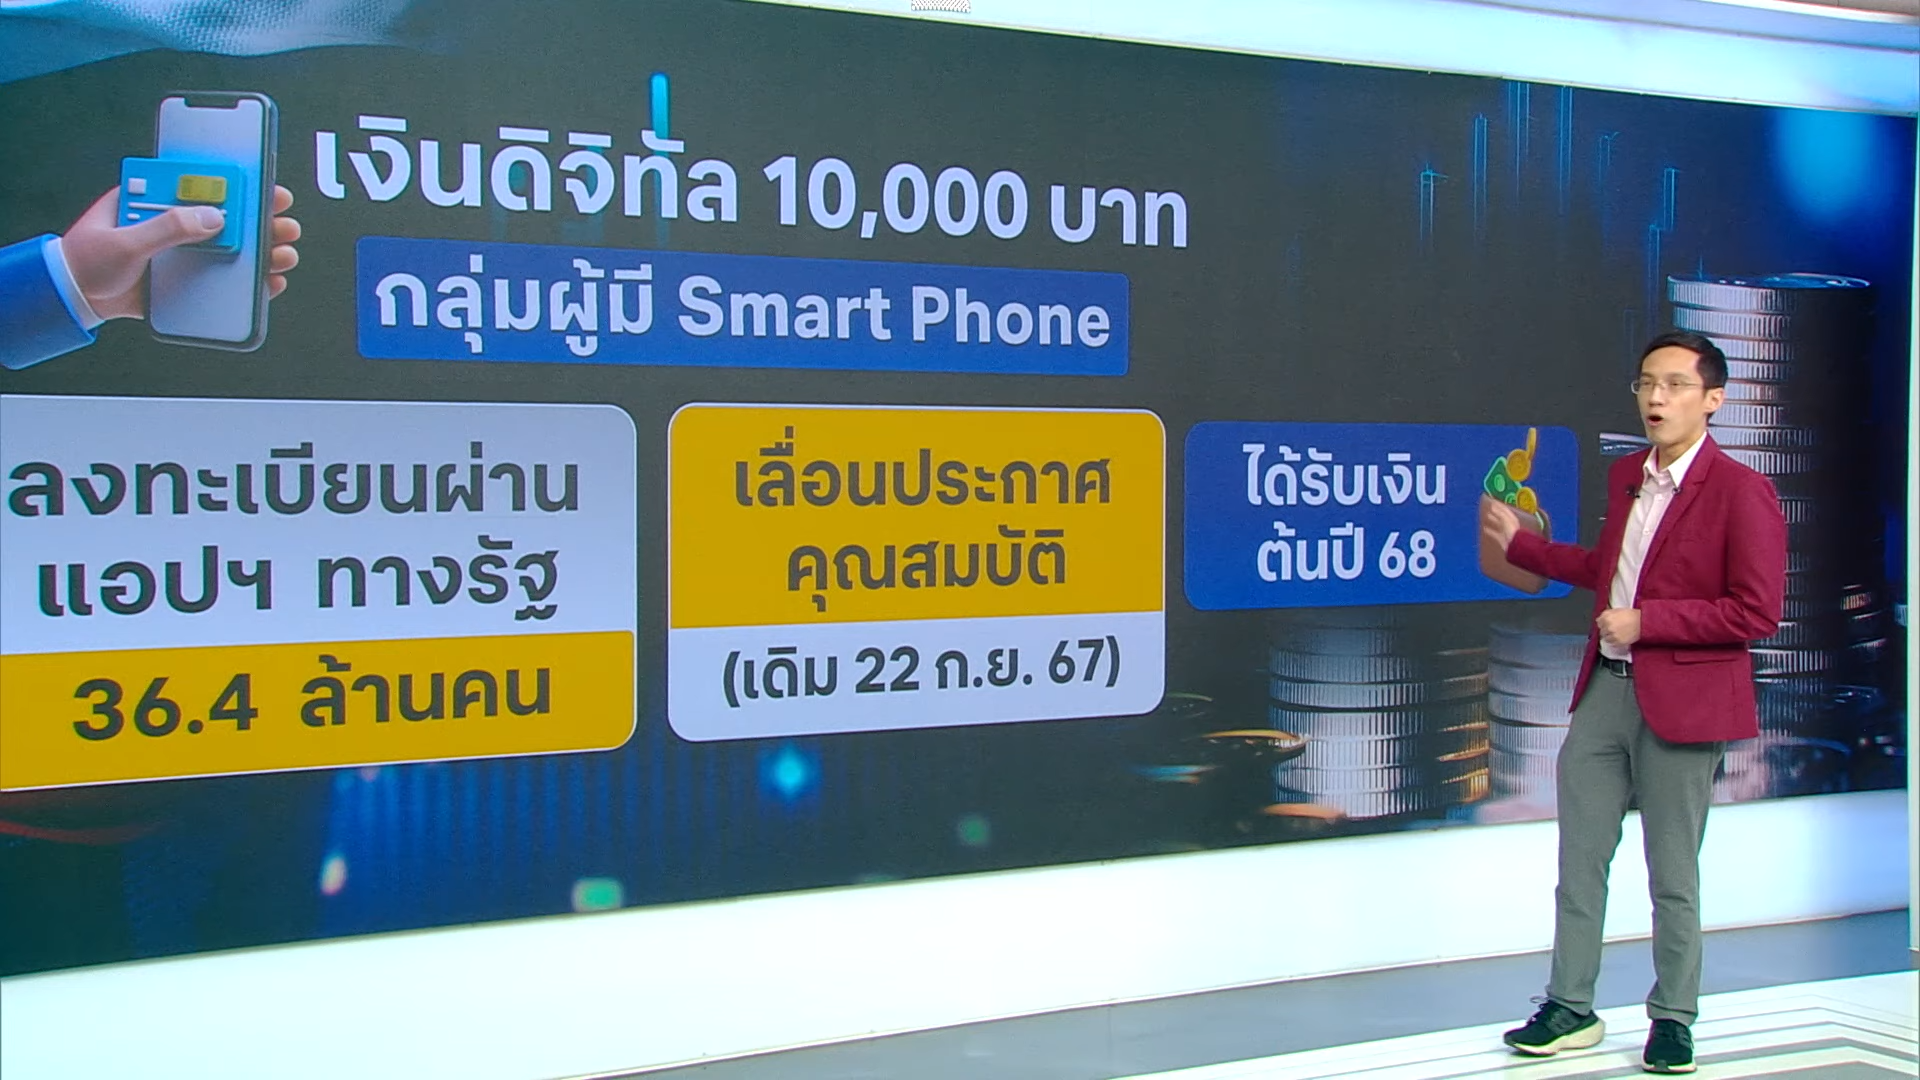 เงินดิจิทัล 10,000 บาท
กลุ่มผู้มี Smart Phone
ลงทะเบียนผ่าน
แอปฯ ทางรัฐ
36.4 ล้านคน
เลื่อนประกาศ
คุณสมบัติ
(เดิม 22 ก.ย. 67)
ได้รับเงิน
ต้นปี 68